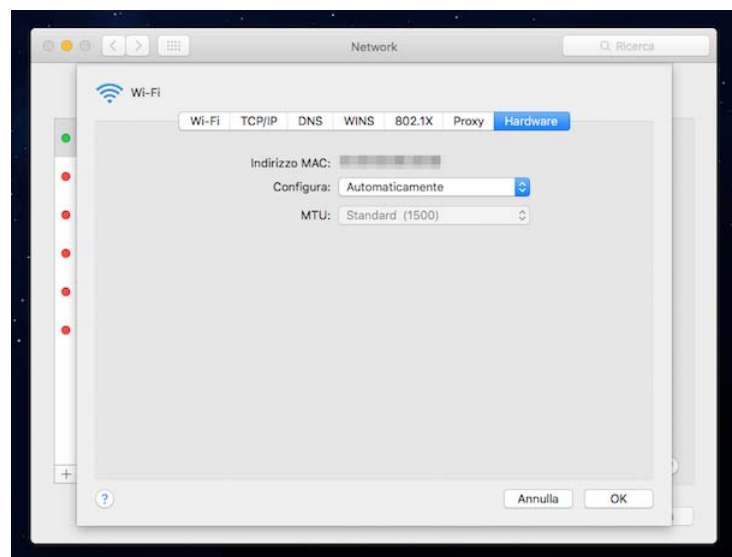 Network
Ricerca
Wi-Fi
Wi-Fi TCP/IP DNS WINS 802.1X Proxy Hardware
Indirizzo MAC:
Configura: Automaticamente
MTU: Standard (1500)
+
? Annulla OK